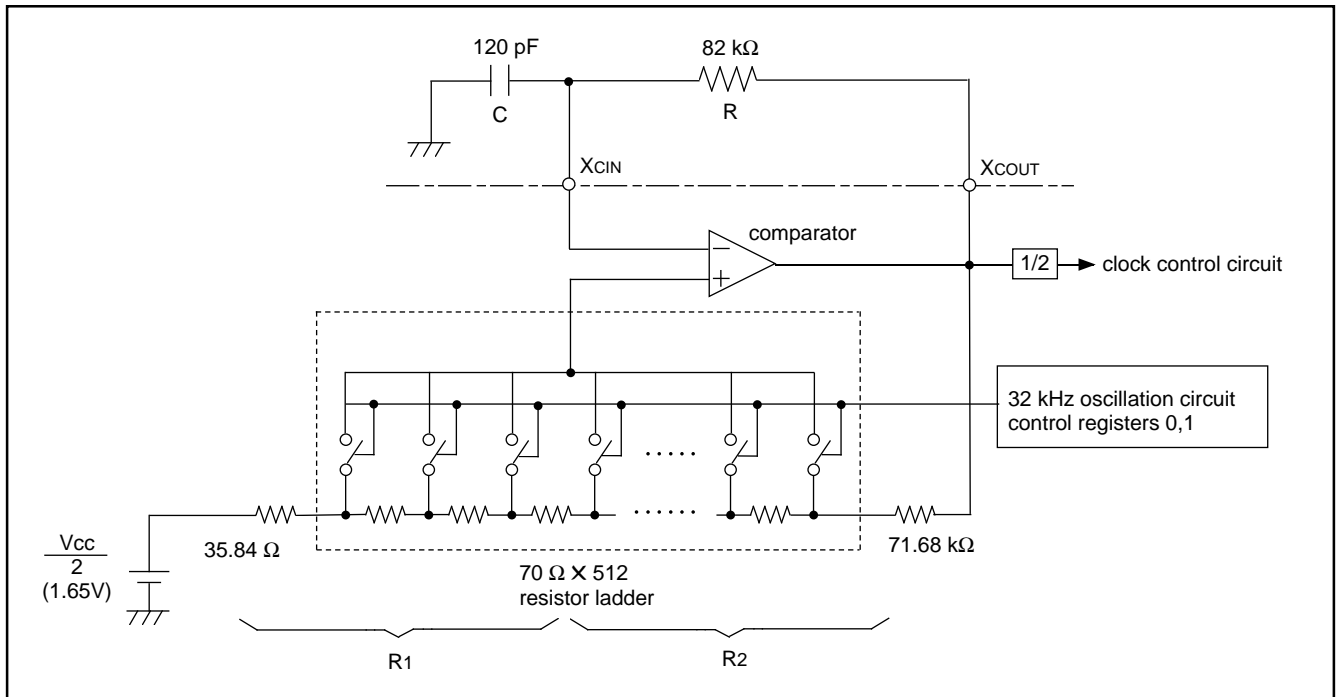 120 pF
82 kΩ
C
R
XCIN
XCOUT
comparator
−
+
1/2
clock control circuit
32 kHz oscillation circuit
control registers 0,1
.....
......
Vcc
2
(1.65V)
35.84 Ω
71.68 kΩ
70 Ω X 512
resistor ladder
R1
R2